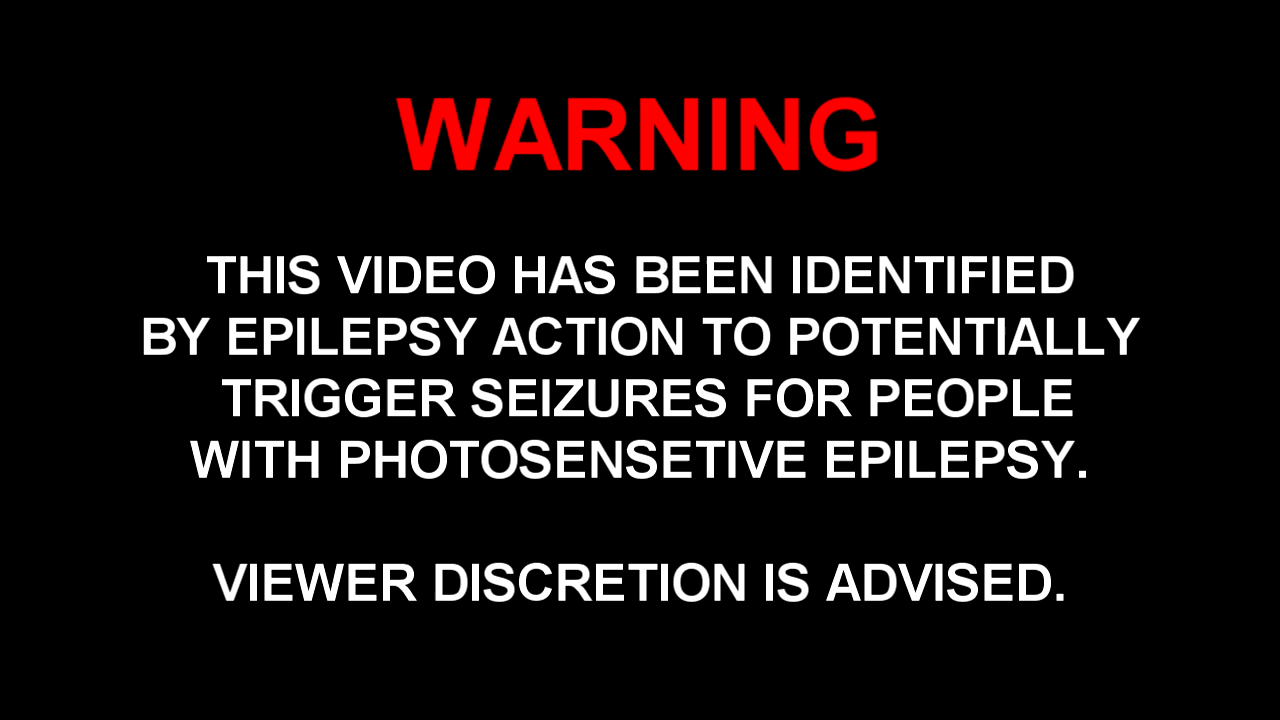 WARNING
THIS VIDEO HAS BEEN IDENTIFIED
BY EPILEPSY ACTION TO POTENTIALLY
TRIGGER SEIZURES FOR PEOPLE
WITH PHOTOSENSETIVE EPILEPSY.
VIEWER DISCRETION IS ADVISED.